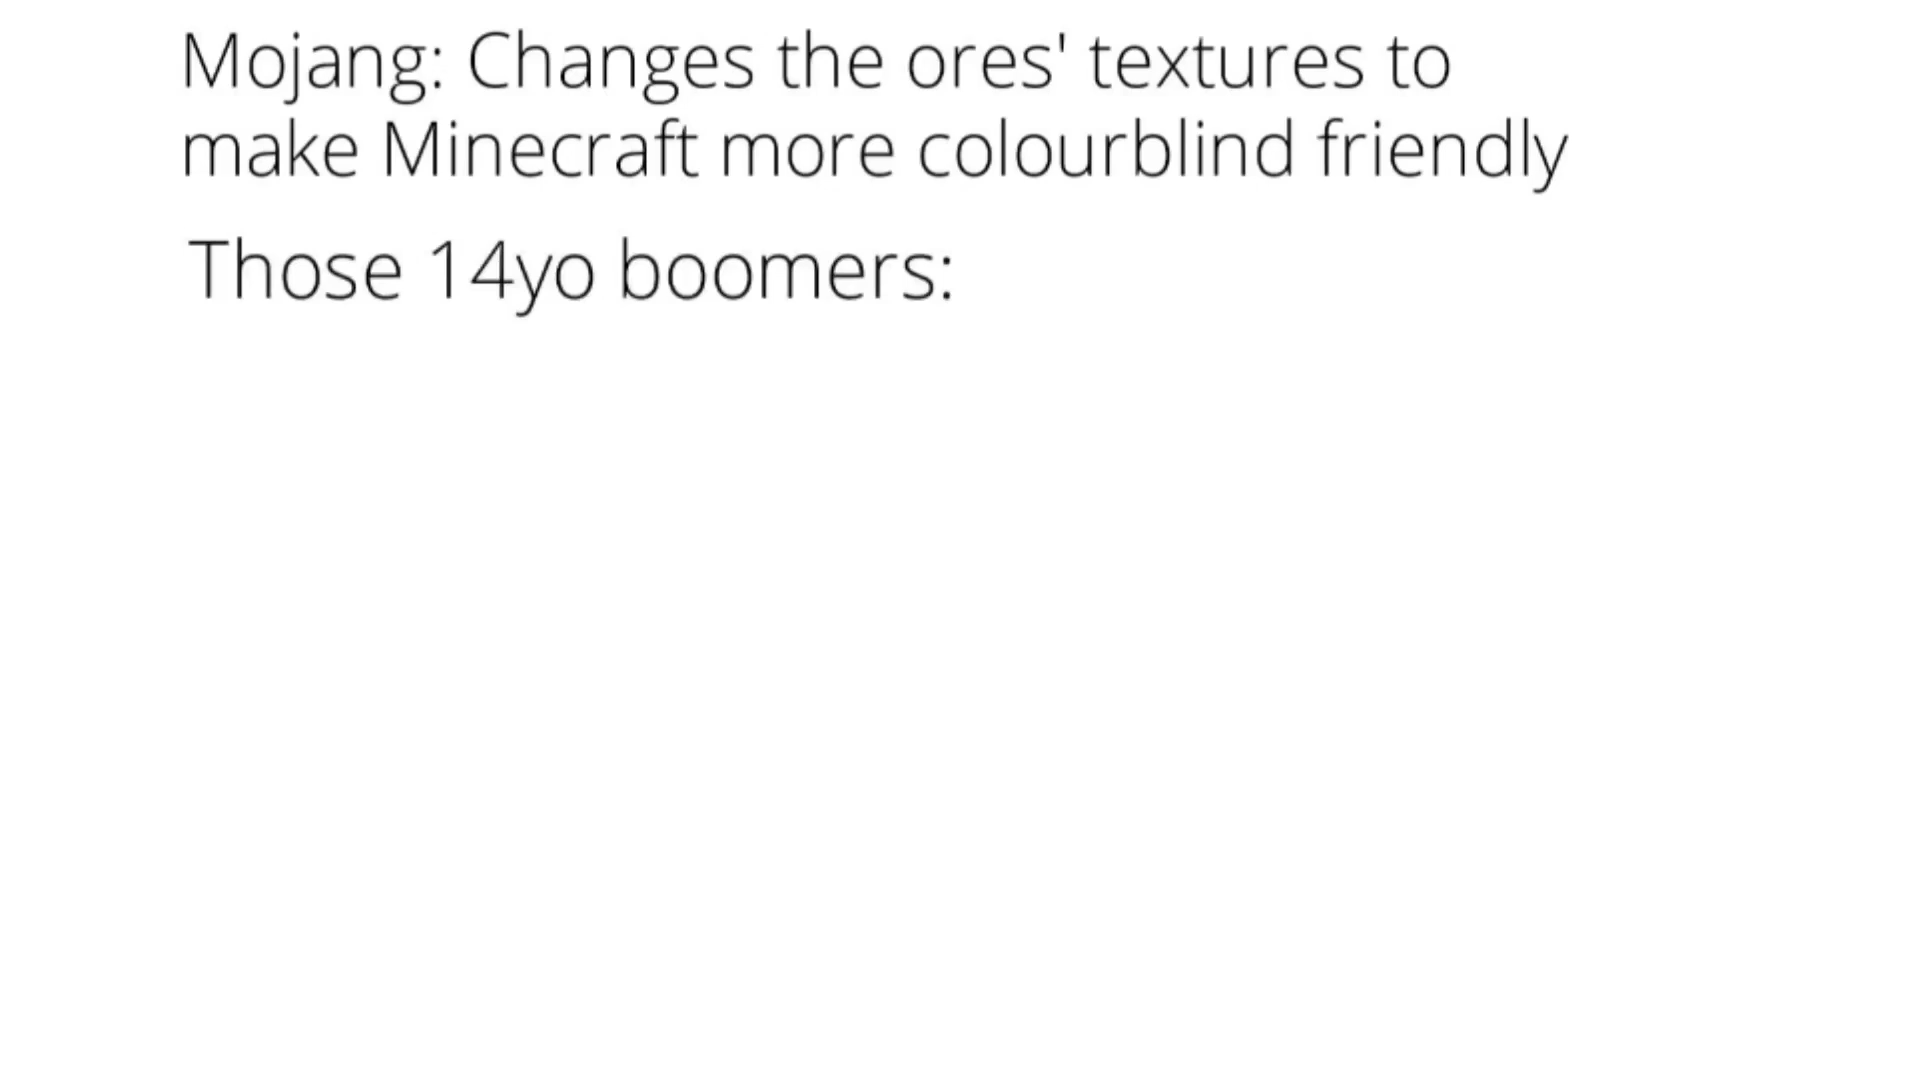 Mojang: Changes the ores' textures to
make Minecraft more colourblind friendly
Those 14yo boomers: